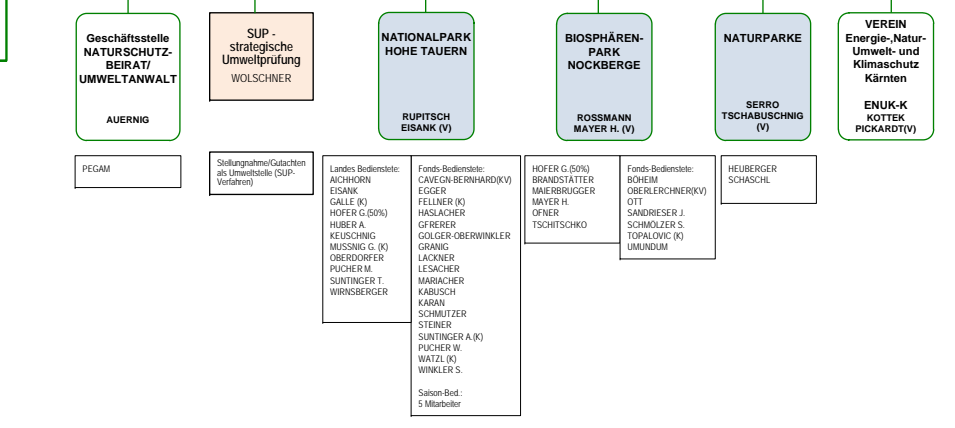 Geschäftsstelle
NATURSCHUTZ-
BEIRAT/
UMWELTANWALT
AUERNIG
SUP -
strategische
Umweltprüfung
WOLSCHNER
NATIONALPARK
HOHE TAUERN
RUPITSCH
EISANK (V)
BIOSPHÄREN-
PARK
NOCKBERGE
ROSSMANN
MAYER H. (V)
NATURPARKE
SERRO
TSCHABUSCHNIG
(V)
VEREIN
Energie-,Natur-
Umwelt- und
Klimaschutz
Kärnten
ENUK-K
KOTTEK
PICKARDT(V)
PEGAM
Stellungnahme/Gutachten
als Umweltstelle (SUP-
Verfahren)
Landes Bedienstete:
AICHHORN
EISANK
GALLE (K)
HOFER G.(50%)
HUBER A.
KEUSCHNIG
MUSSNIG G. (K)
OBERDORFER
PUCHER M.
SUNTINGER T.
WIRNSBERGER
Fonds-Bedienstete:
CAVEGN-BERNHARD(KV)
EGGER
FELLNER (K)
HASLACHER
GFRERER
GOLGER-OBERWINKLER
GRANIG
LACKNER
LESACHER
MARIACHER
KABUSCH
KARAN
SCHMUTZER
STEINER
SUNTINGER A.(K)
PUCHER W.
WATZL (K)
WINKLER S.
Saison-Bed.:
5 Mitarbeiter
HOFER G.(50%)
BRANDSTÄTTER
MAIERBRUGGER
MAYER H.
OFNER
TSCHITSCHKO
Fonds-Bedienstete:
BÖHEIM
OBERLERCHNER(KV)
OTT
SANDRIESER J.
SCHMÖLZER S.
TOPALOVIC (K)
UMUNDUM
HEUBERGER
SCHASCHL